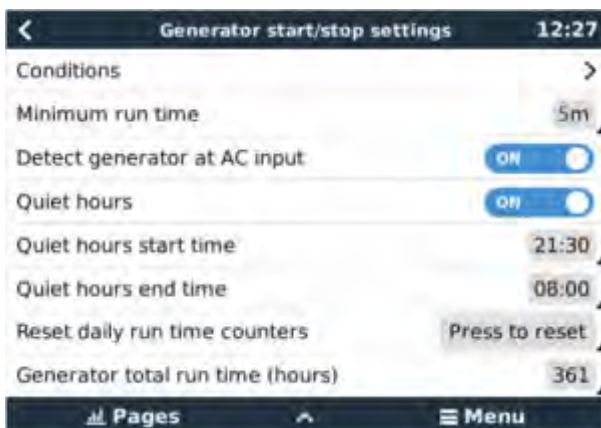 Generator start/stop settings 12:27
Conditions
Minimum run time 5m
Detect generator at AC input ON
Quiet hours ON
Quiet hours start time 21:30
Quiet hours end time 08:00
Reset daily run time counters Press to reset
Generator total run time (hours) 361
Pages Menu